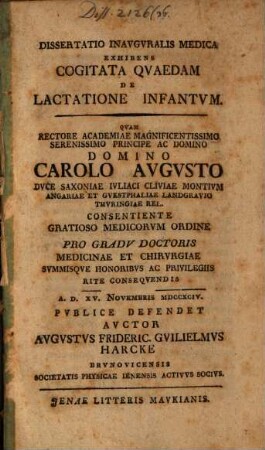 Diss. 2126/36.
DISSERTATIO INAVGVRALIS MEDICA
EXHIBENS
COGITATA QVAEDAM
DE
LACTATIONE INFANTVM.
QVAM
RECTORE ACADEMIAE MAGNIFICENTISSIMO
SERENISSIMO PRINCIPE AC DOMINO
DOMINO
CAROLO AVGVSTO
DVCE SAXONIAE IVLIACI CLIVIAE MONTIVM
ANGARIAE ET GVESTPHALIAE LANDGRAVIO
THVRINGIAE REL.
CONSENTIENTE
GRATIOSO MEDICORVM ORDINE
PRO GRADV DOCTORIS
MEDICINAE ET CHIRVRGIAE
SVMMISQVE HONORIBVS AC PRIVILEGIIS
RITE CONSEQVENDIS
A. D. XV. NOVEMBRIS MDCCXCIV.
PVBLICE DEFENDET
AVCTOR
AVGVSTVS FRIDERIC. GVILIELMVS
HARCKE
BRVNOVICENSIS
SOCIETATIS PHYSICAE IENENSIS ACTIVVS SOCIVS.
JENAE LITTERIS MAVKIANIS.